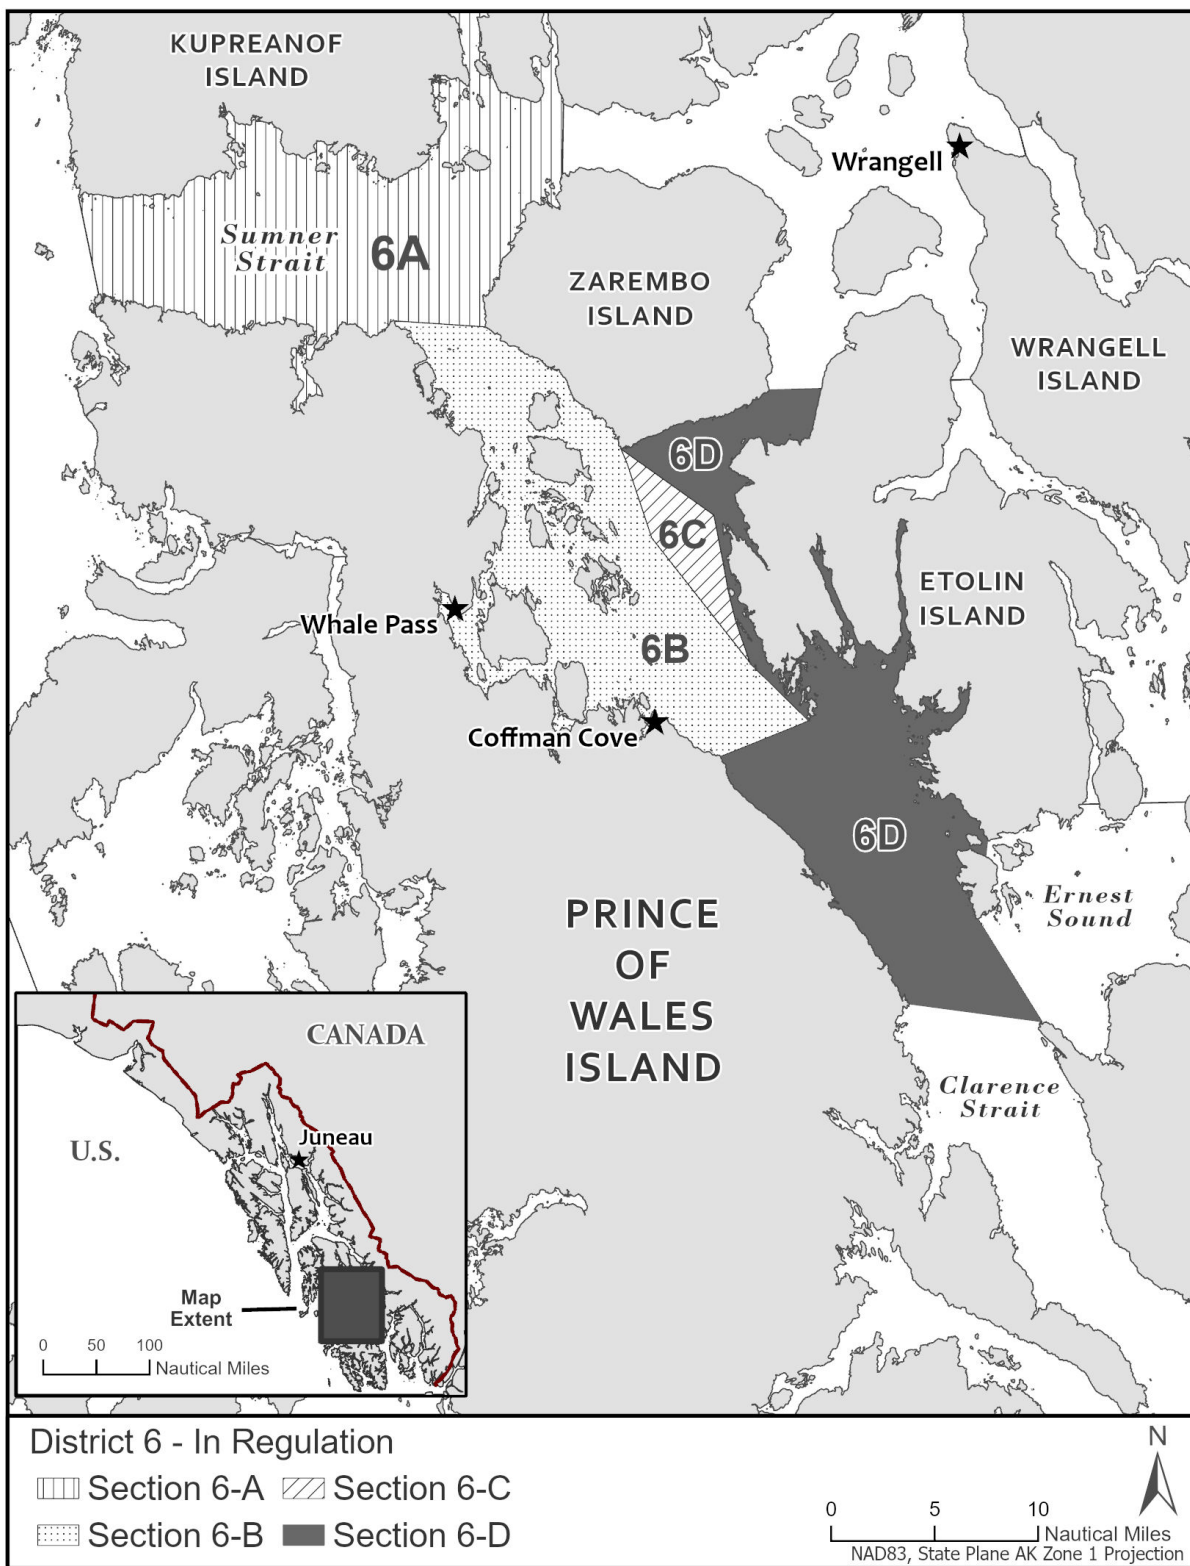 KUPREANOF
ISLAND
Wrangell
Sumner
Strait
6A
ZAREMBO
ISLAND
WRANGELL
ISLAND
6D
6C
ETOLIN
ISLAND
Whale Pass
6B
Coffman Cove
6D
Ernest
Sound
PRINCE
OF
WALES
ISLAND
Clarence
Strait
CANADA
U.S.
Juneau
Map
Extent
0 50 100
Nautical Miles
District 6 - In Regulation
Section 6-A
Section 6-C
Section 6-B
Section 6-D
N
0 5 10
Nautical Miles
NAD83, State Plane AK Zone 1 Projection